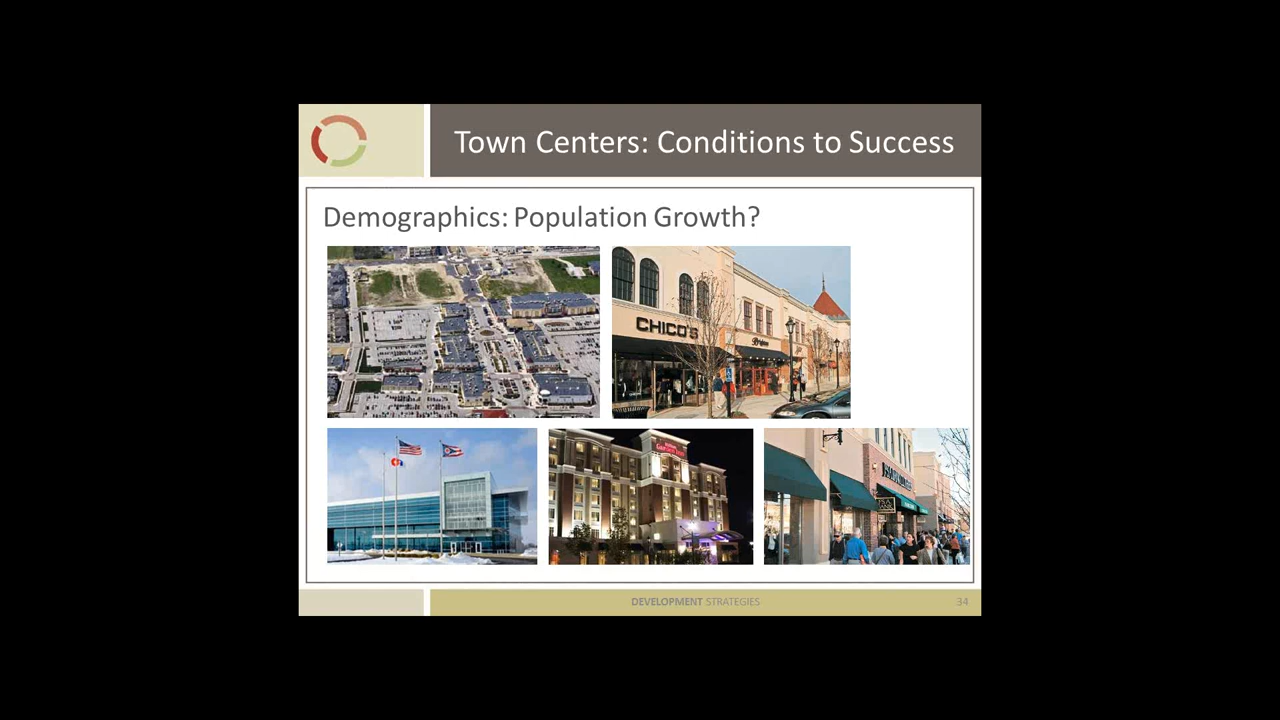 Town Centers: Conditions to Success
Demographics: Population Growth?
CHICO'S
DEVELOPMENT STRATEGIES
34